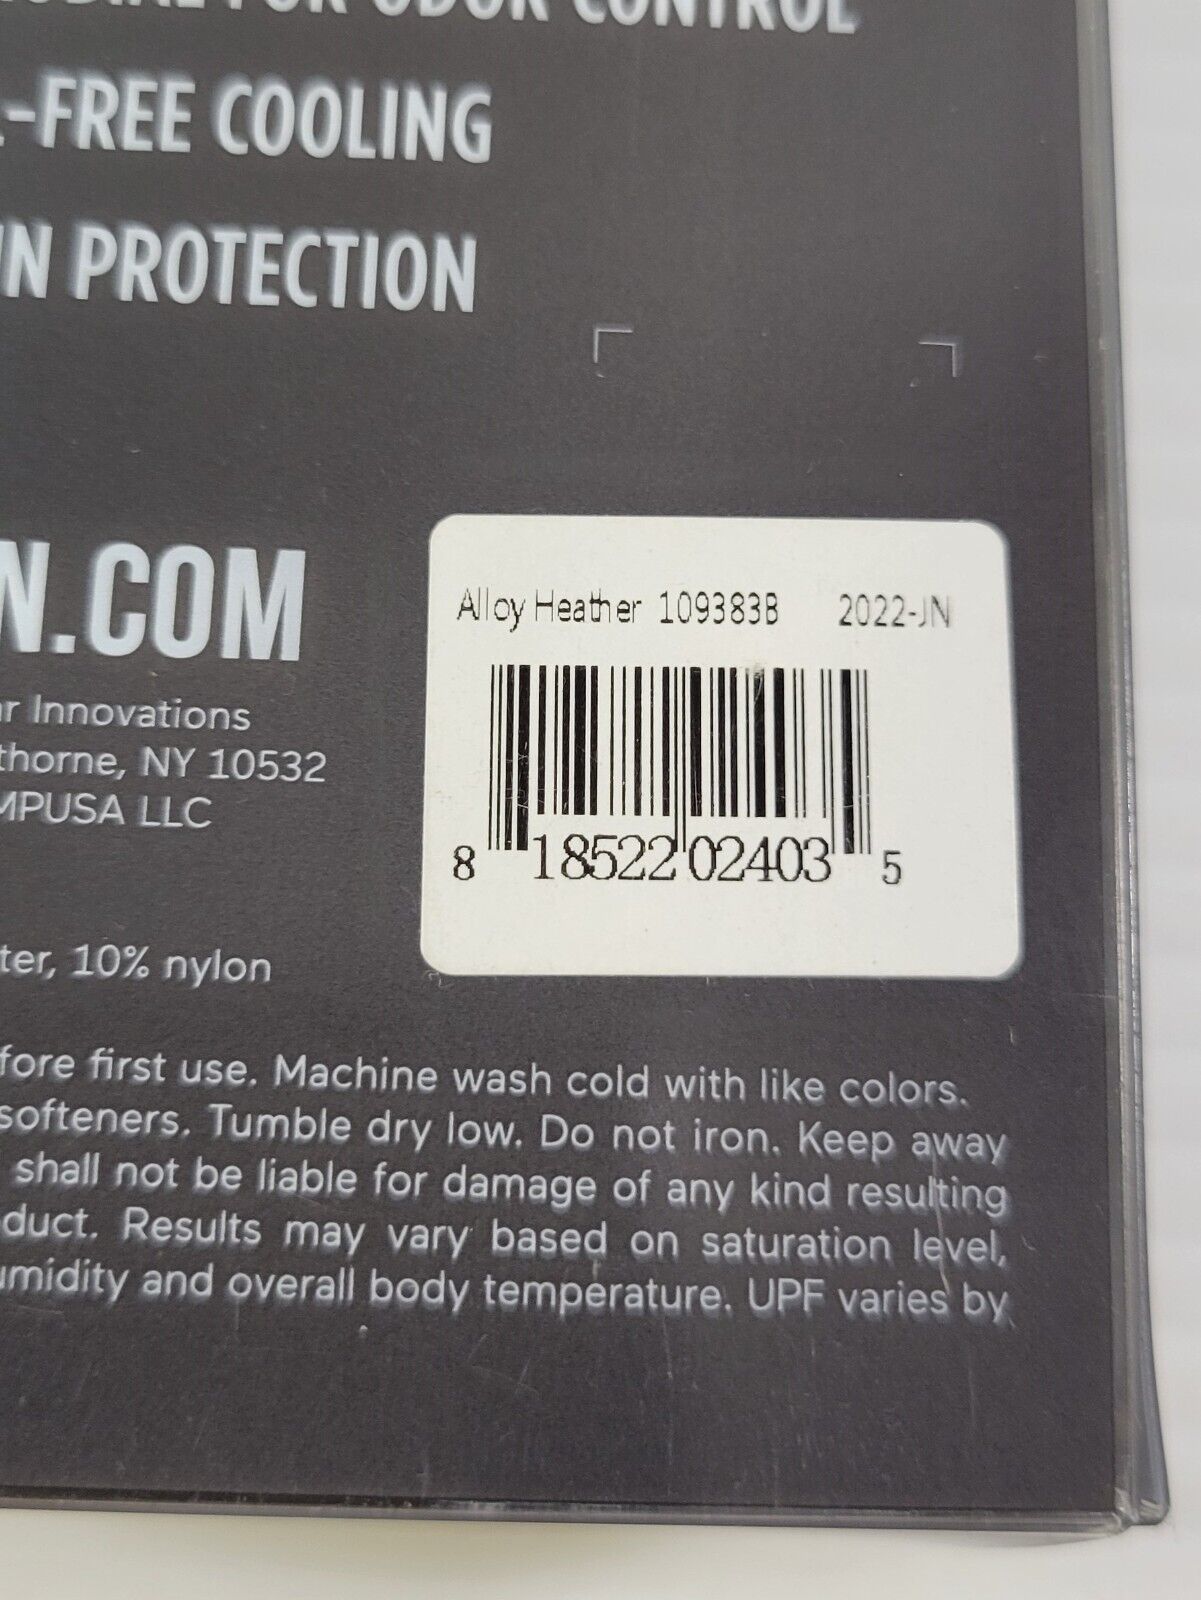 FOR ODOR CONTROL
-FREE COOLING
PROTECTION
N.COM
r Innovations
thorne, NY 10532
MPUSA LLC
Alloy Heather 109383B 2022-JN
8 18522 02403 5
ter, 10% nylon
fore first use. Machine wash cold with like colors.
softeners. Tumble dry low. Do not iron. Keep away
shall not be liable for damage of any kind resulting
duct. Results may vary based on saturation level,
umidity and overall body temperature. UPF varies by